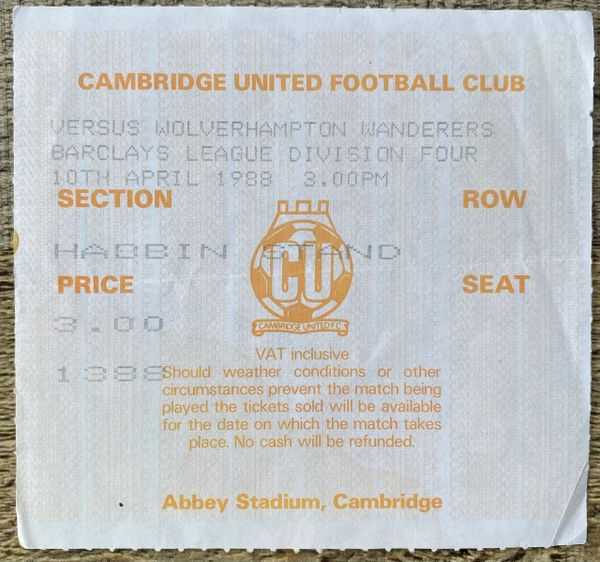 CAMBRIDGE UNITED FOOTBALL CLUB
VERSUS WOLVERHAMPTON WANDERERS
BARCLAYS LEAGUE DIVISION FOUR
10TH APRIL 1988 3.00PM
SECTION ROW
HABBIN STAND
CU
PRICE SEAT
3.00
CAMBRIDGE UNITED F.C.
VAT inclusive
1388
Should weather conditions or other
circumstances prevent the match being
played the tickets sold will be available
for the date on which the match takes
place. No cash will be refunded.
Abbey Stadium, Cambridge